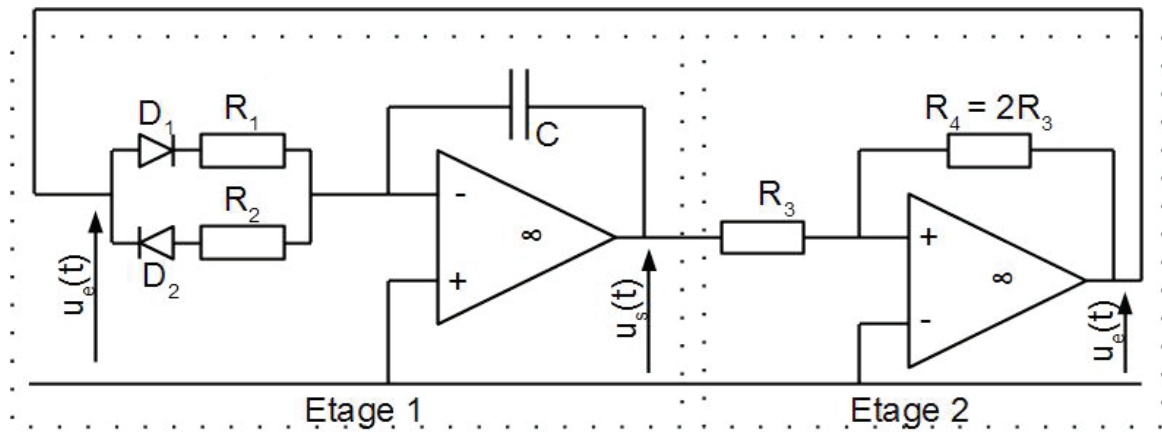 D₁
R₁
R₂
D₂
uₑ(t)
C
-
∞
+
uₛ(t)
R₃
R₄ = 2R₃
+
∞
-
uₑ(t)
Etage 1
Etage 2